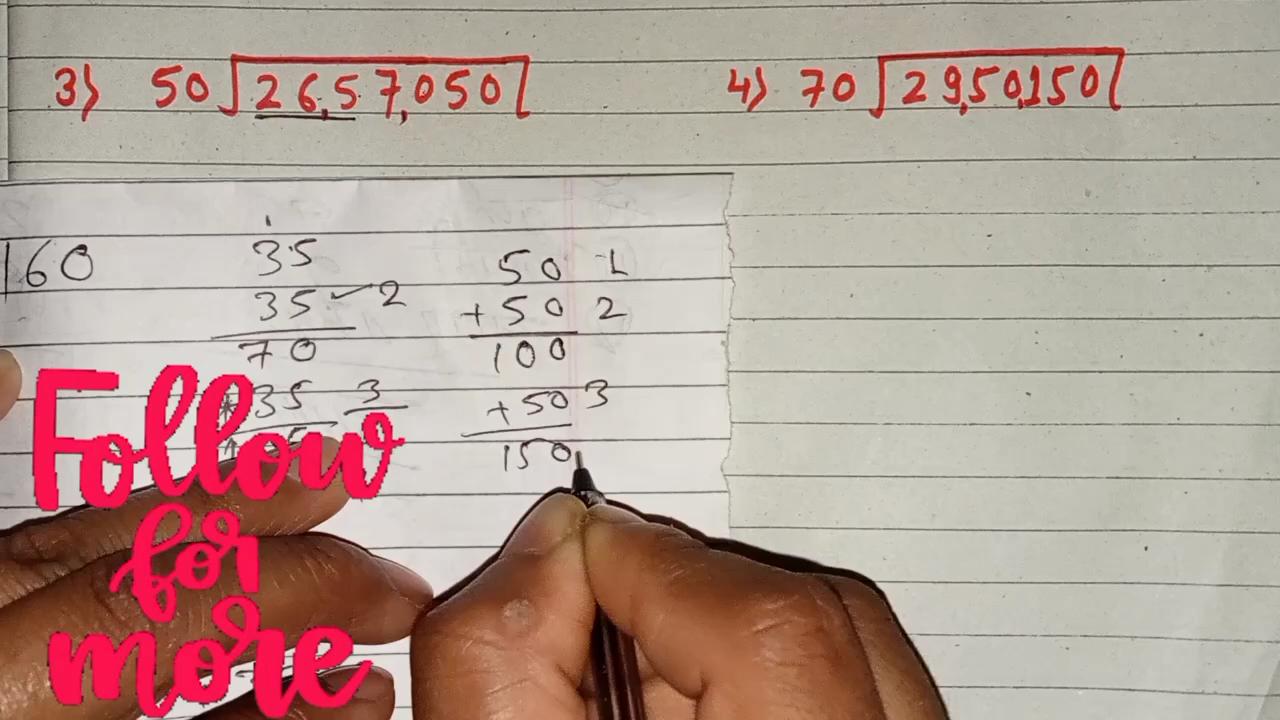 3) 50 26,57,050
4) 70 29,50,150
160
1
35
35 2
70
35 3
50 1
+ 50 2
100
+ 50 3
150
Follow
for
more